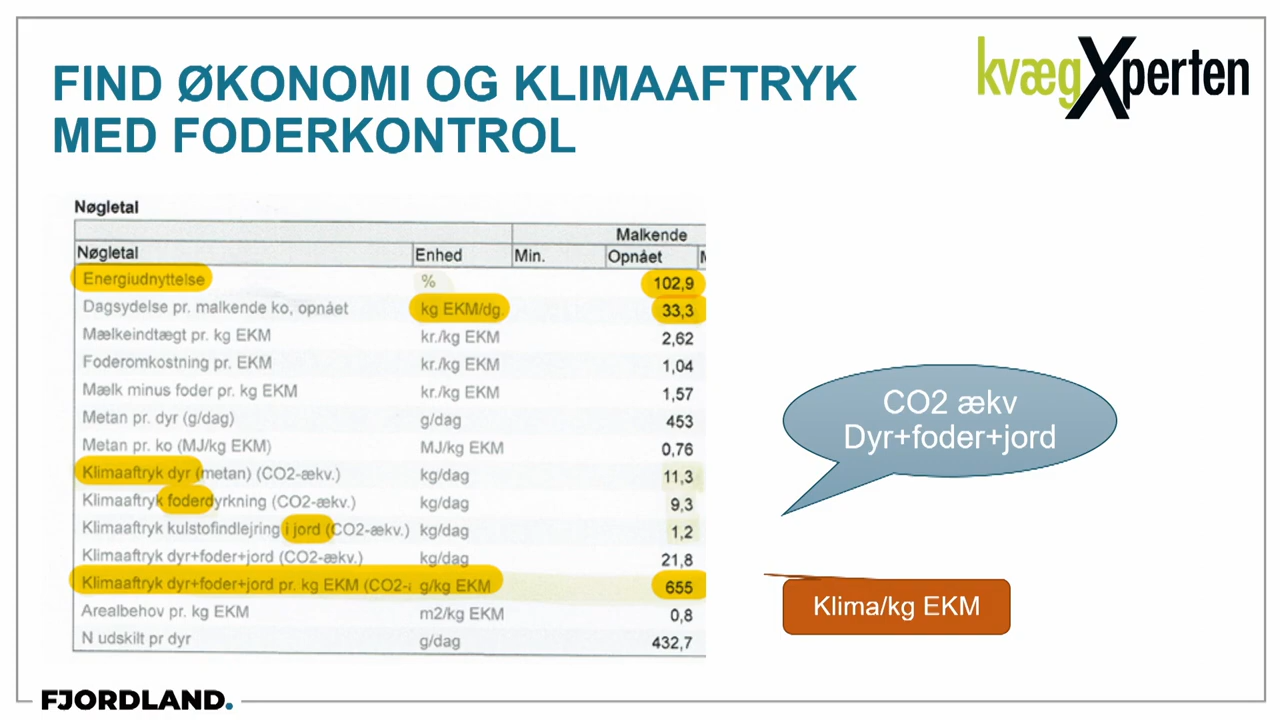 FIND ØKONOMI OG KLIMAAFTRYK
MED FODERKONTROL
kvægXperten
Nøgletal
Malkende
Nøgletal Enhed Min. Opnået
Energiudnyttelse % 102,9
Dagsydelse pr. malkende ko, opnået kg EKM/dg. 33,3
Mælkeindtægt pr. kg EKM kr./kg EKM 2,62
Foderomkostning pr. EKM kr./kg EKM 1,04
Mælk minus foder pr. kg EKM kr./kg EKM 1,57
Metan pr. dyr (g/dag) g/dag 453
Metan pr. ko (MJ/kg EKM) MJ/kg EKM 0,76
Klimaaftryk dyr (metan) (CO2-ækv.) kg/dag 11,3
Klimaaftryk foderdyrkning (CO2-ækv.) kg/dag 9,3
Klimaaftryk kulstofindlejring i jord (CO2-ækv.) kg/dag 1,2
Klimaaftryk dyr+foder+jord (CO2-ækv.) kg/dag 21,8
Klimaaftryk dyr+foder+jord pr. kg EKM (CO2- g/kg EKM 655
Arealbehov pr. kg EKM m2/kg EKM 0,8
N udskilt pr dyr g/dag 432,7
CO2 ækv
Dyr+foder+jord
Klima/kg EKM
FJORDLAND.